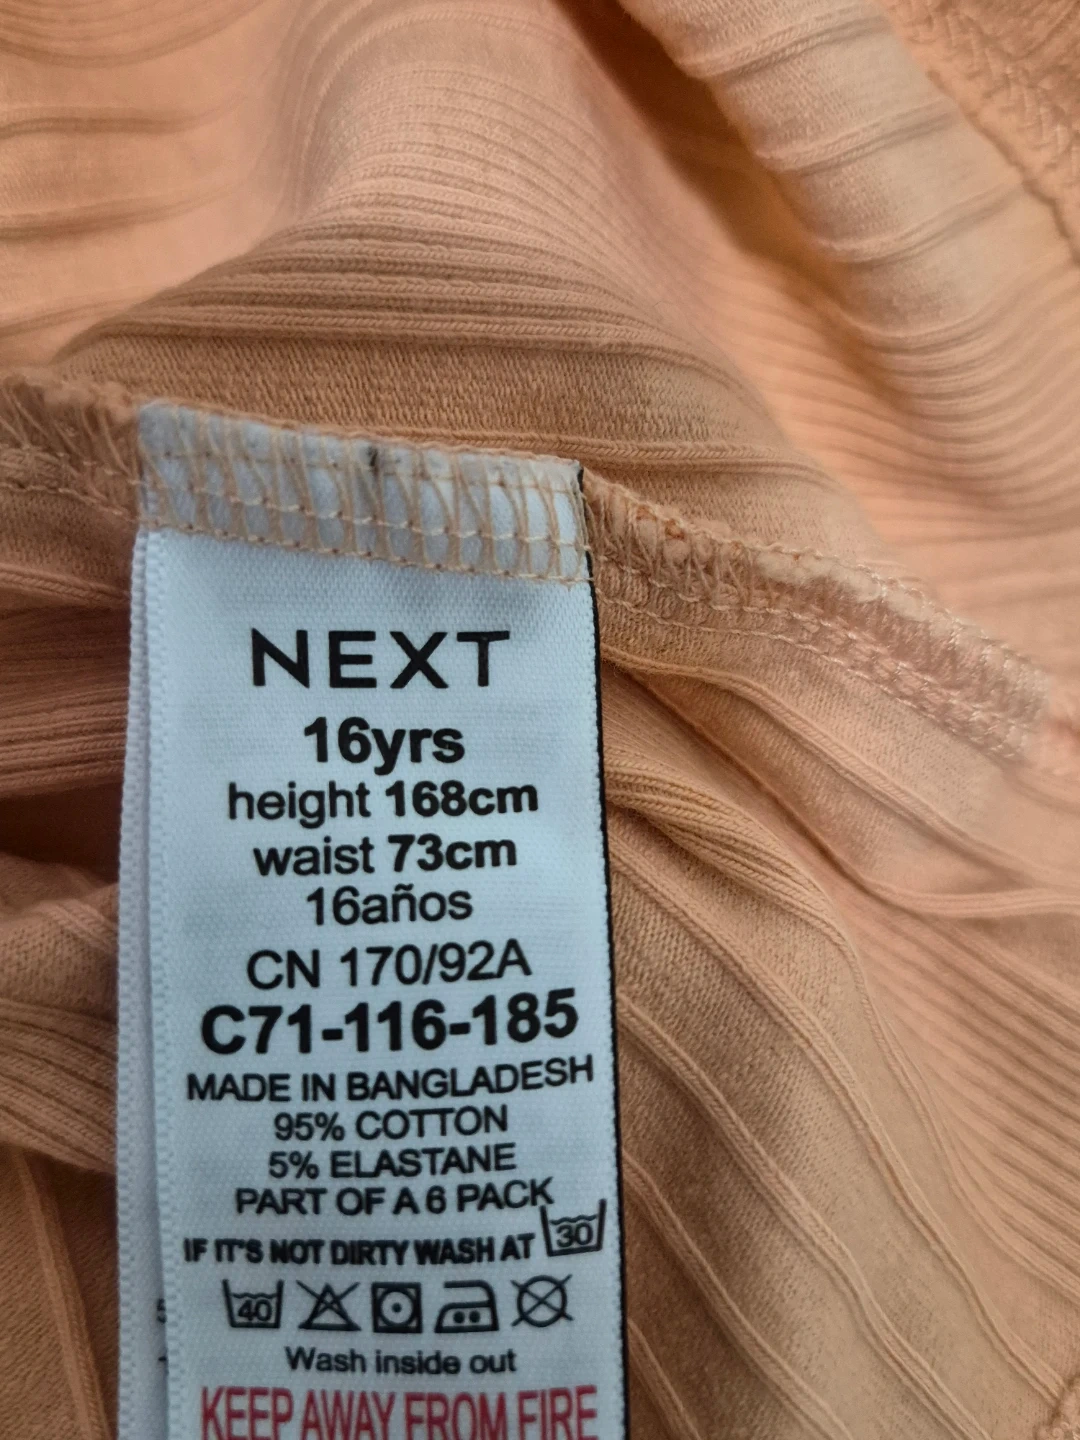 NEXT
16yrs
height 168cm
waist 73cm
16años
CN 170/92A
C71-116-185
MADE IN BANGLADESH
95% COTTON
5% ELASTANE
PART OF A 6 PACK
IF IT'S NOT DIRTY WASH AT 30
40
Wash inside out
KEEP AWAY FROM FIRE